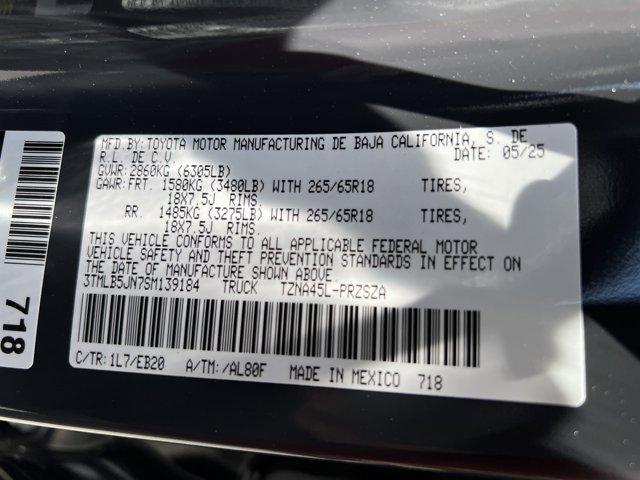 MFD.BY:TOYOTA MOTOR MANUFACTURING DE BAJA CALIFORNIA, S. DE
R.L. DE C.V. DATE: 05/25
GVWR:2860KG (6305LB)
GAWR:FRT. 1580KG (3480LB) WITH 265/65R18 TIRES,
18X7.5J RIMS.
RR. 1485KG (3275LB) WITH 265/65R18 TIRES,
18X7.5J RIMS.
THIS VEHICLE CONFORMS TO ALL APPLICABLE FEDERAL MOTOR
VEHICLE SAFETY AND THEFT PREVENTION STANDARDS IN EFFECT ON
THE DATE OF MANUFACTURE SHOWN ABOVE.
3TMLB5JN7SM139184 TRUCK TZNA45L-PRZSZA
C/TR:1L7/EB20 A/TM:/AL80F MADE IN MEXICO 718
718